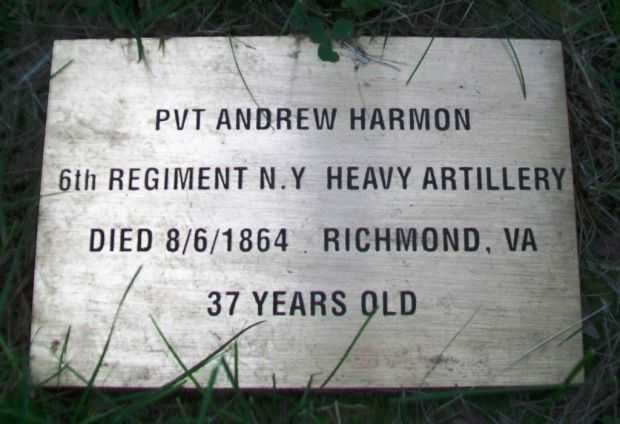 PVT ANDREW HARMON
6th REGIMENT N.Y HEAVY ARTILLERY
DIED 8/6/1864 RICHMOND, VA
37 YEARS OLD